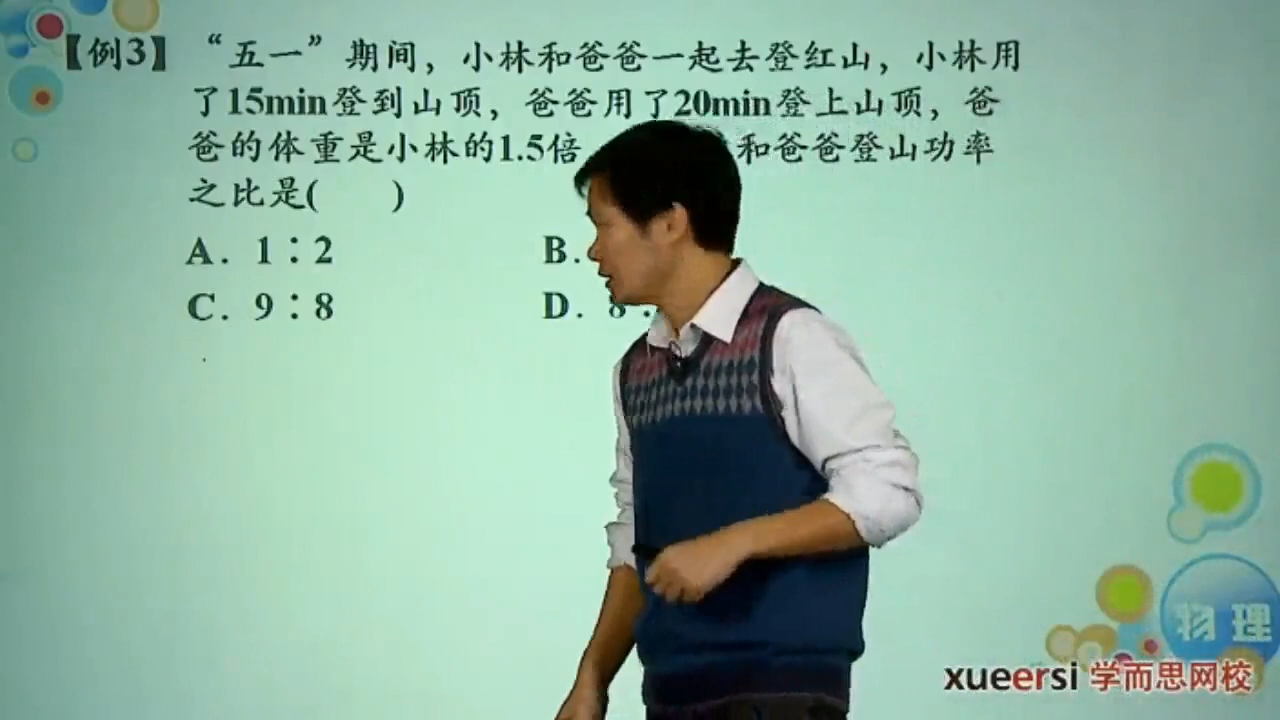 【例3】 “五一”期间，小林和爸爸一起去登红山，小林用
了15min登到山顶，爸爸用了20min登上山顶，爸
爸的体重是小林的1.5倍 和爸爸登山功率
之比是(　　)
A. 1∶2 B.
C. 9∶8 D. 8∶
物理
xueersi 学而思网校